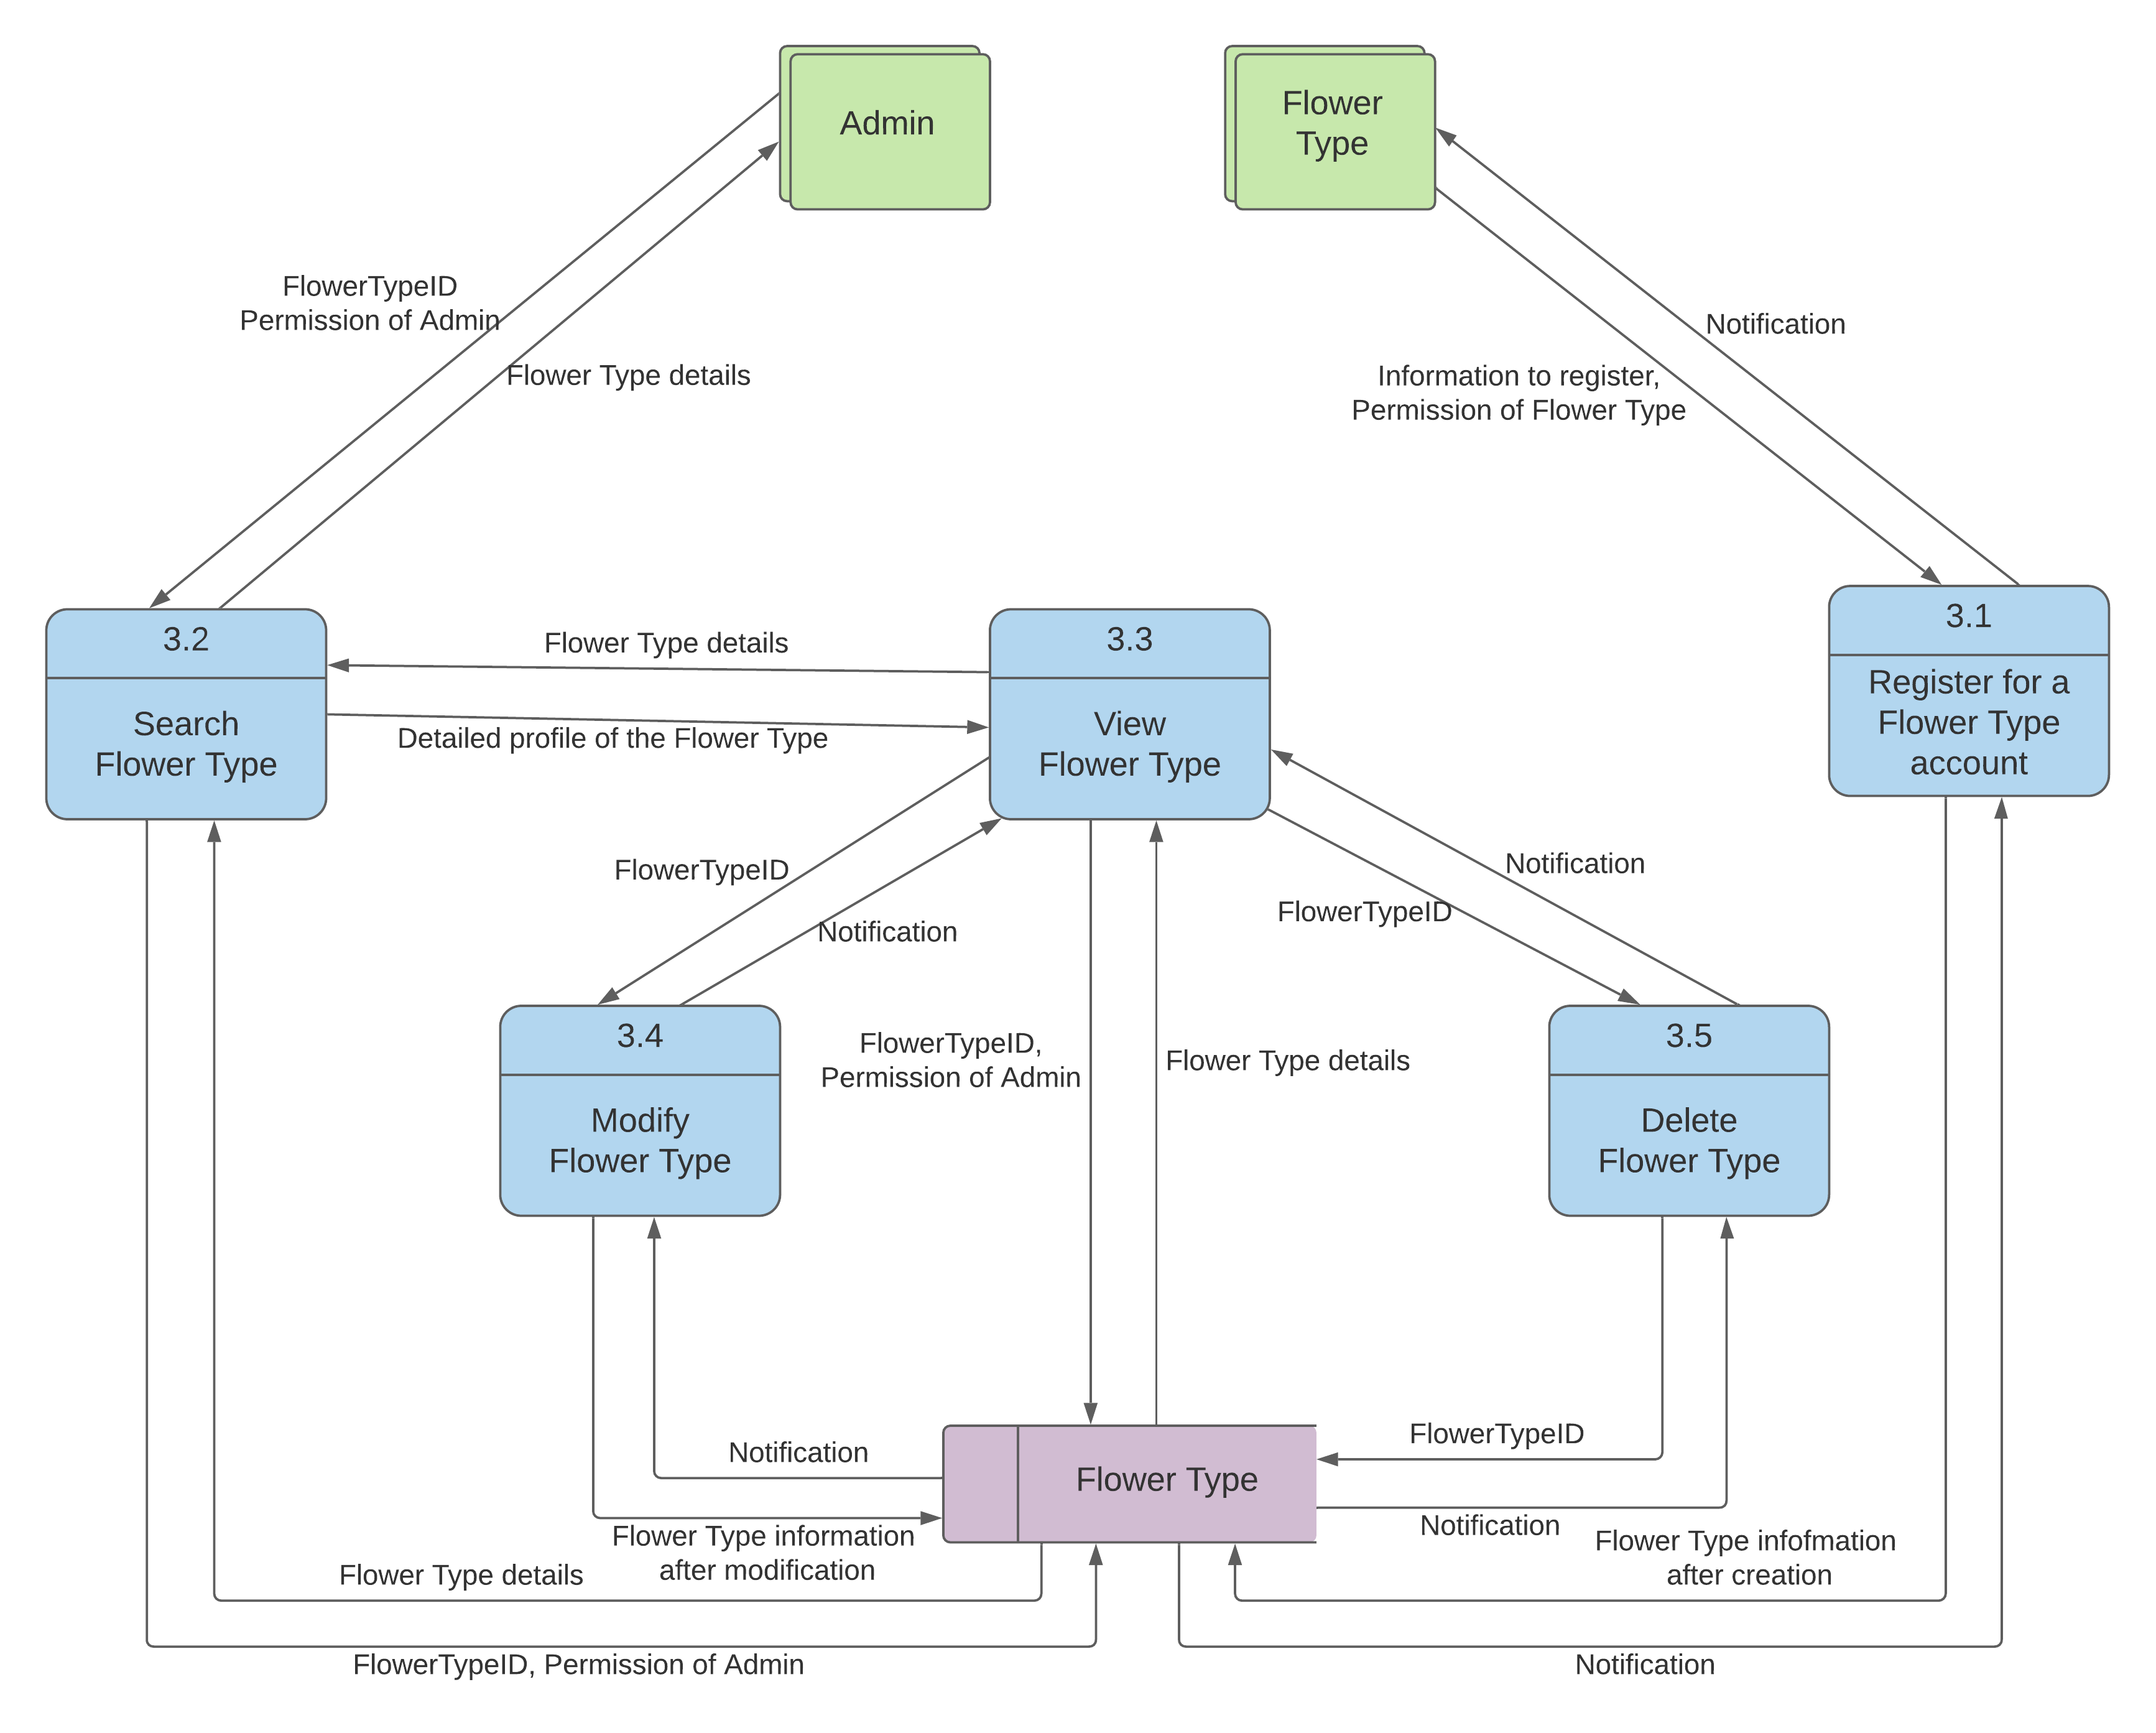 Admin
Flower
Type
FlowerTypeID
Permission of Admin
Flower Type details
Notification
Information to register,
Permission of Flower Type
3.2
Search
Flower Type
Flower Type details
Detailed profile of the Flower Type
3.3
View
Flower Type
3.1
Register for a
Flower Type
account
FlowerTypeID
Notification
Notification
FlowerTypeID
3.4
Modify
Flower Type
FlowerTypeID,
Permission of Admin
Flower Type details
3.5
Delete
Flower Type
Notification
Flower Type
FlowerTypeID
Flower Type information
after modification
Notification
Flower Type infofmation
after creation
Flower Type details
FlowerTypeID, Permission of Admin
Notification